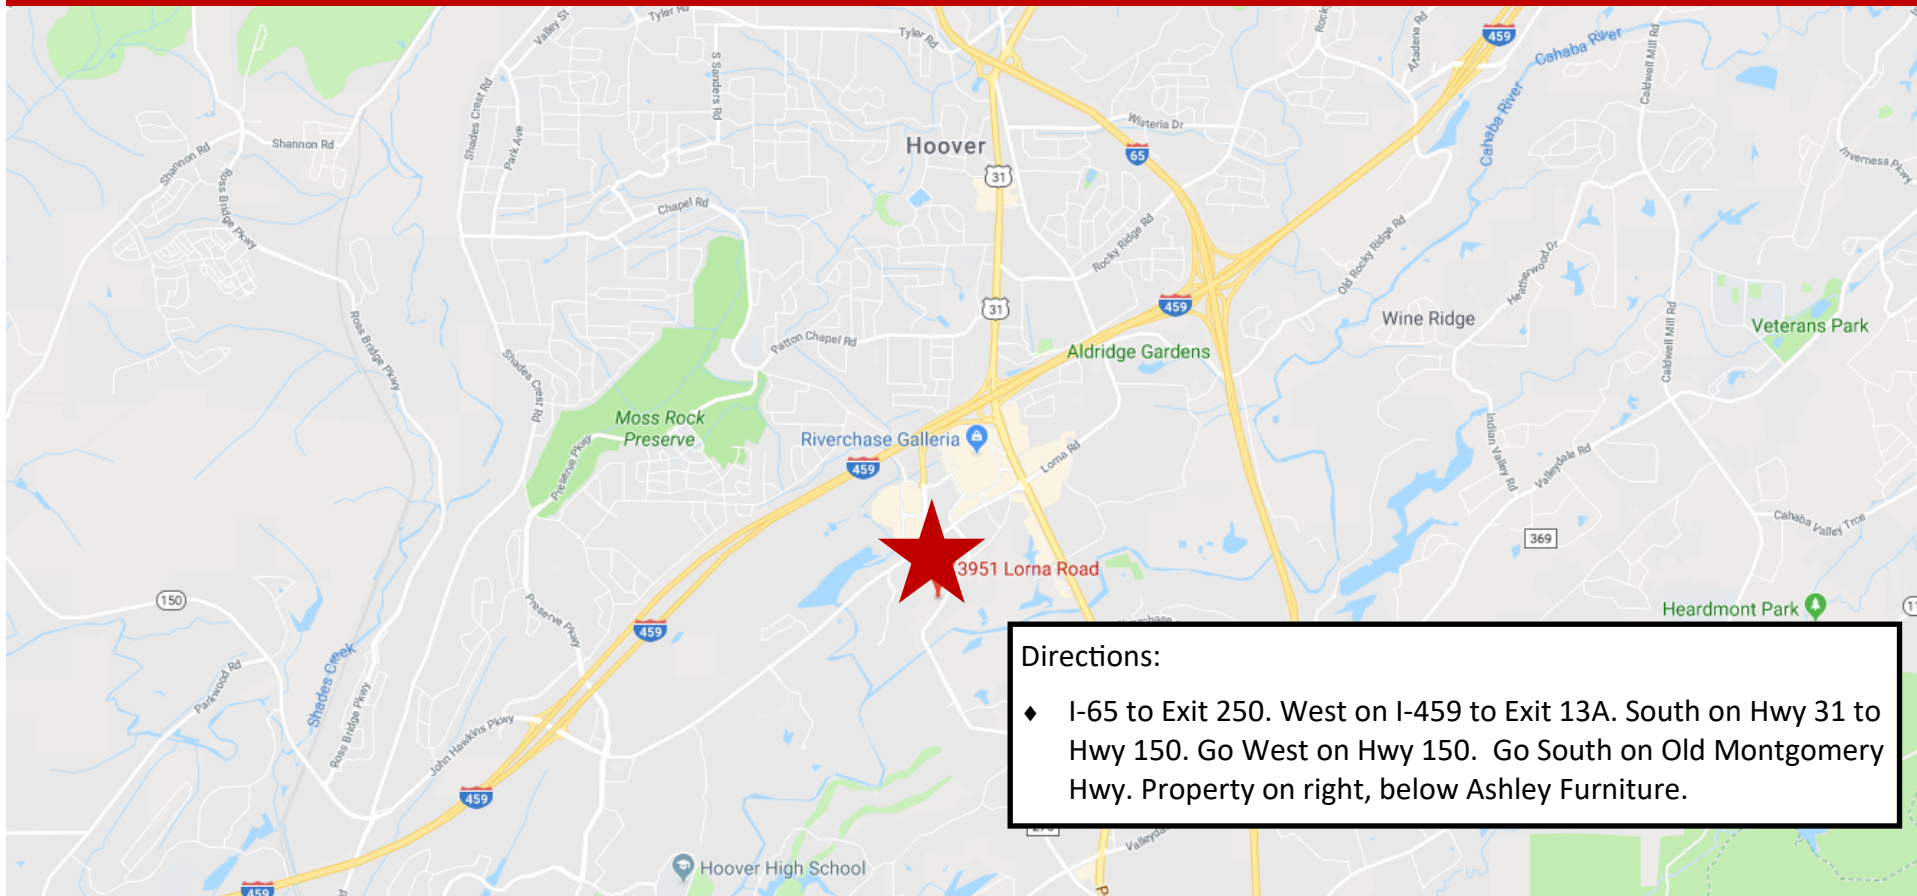 Tyler Rd
Tyler Rd
Valley St
459
Cahaba River
Artadena Rd
Caldwell Mill Rd
S Sanders Rd
Shades Crest Rd
Park Ave
Wisteria Dr
65
Hoover
31
Cahaba River
Inverness Pkwy
Shannon Rd
Shannon Rd
Ross Bridge Pkwy
Chapel Rd
Rocky Ridge Rd
Old Rocky Ridge Rd
Heatherwood Dr
459
31
Wine Ridge
Veterans Park
Ross Bridge Pkwy
Patton Chapel Rd
Aldridge Gardens
Caldwell Mill Rd
Shades Crest Rd
Moss Rock
Preserve
Riverchase Galleria
Lorna Rd
459
Preserve Pkwy
Indian Valley Rd
Valleydale Rd
Cahaba Valley Trce
369
3951 Lorna Road
150
Preserve Pkwy
459
Heardmont Park
Shades Creek
Parkwood Rd
Ross Bridge Pkwy
John Hawkins Pkwy
459
Directions:
♦ I-65 to Exit 250. West on I-459 to Exit 13A. South on Hwy 31 to
Hwy 150. Go West on Hwy 150. Go South on Old Montgomery
Hwy. Property on right, below Ashley Furniture.
Hoover High School
459